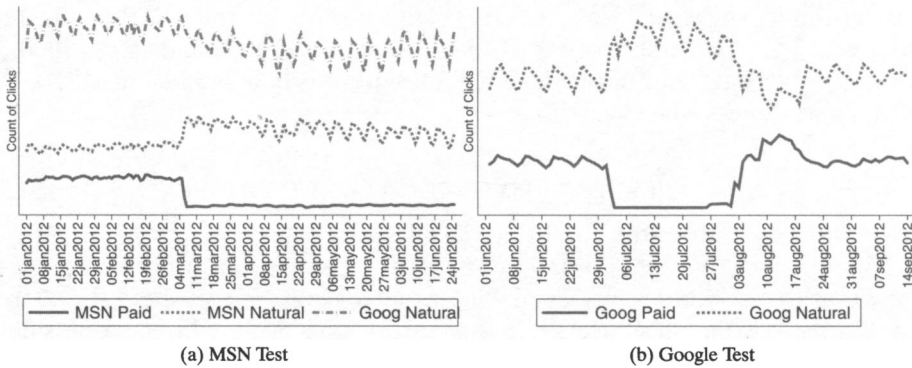 Count of Clicks
01jan2012
08jan2012
15jan2012
22jan2012
29jan2012
05feb2012
12feb2012
19feb2012
26feb2012
04mar2012
11mar2012
18mar2012
25mar2012
01apr2012
08apr2012
15apr2012
22apr2012
29apr2012
06may2012
13may2012
20may2012
27may2012
03jun2012
10jun2012
17jun2012
24jun2012
MSN Paid MSN Natural Goog Natural
(a) MSN Test
Count of Clicks
01jun2012
08jun2012
15jun2012
22jun2012
29jun2012
06jul2012
13jul2012
20jul2012
27jul2012
03aug2012
10aug2012
17aug2012
24aug2012
31aug2012
07sep2012
14sep2012
Goog Paid Goog Natural
(b) Google Test